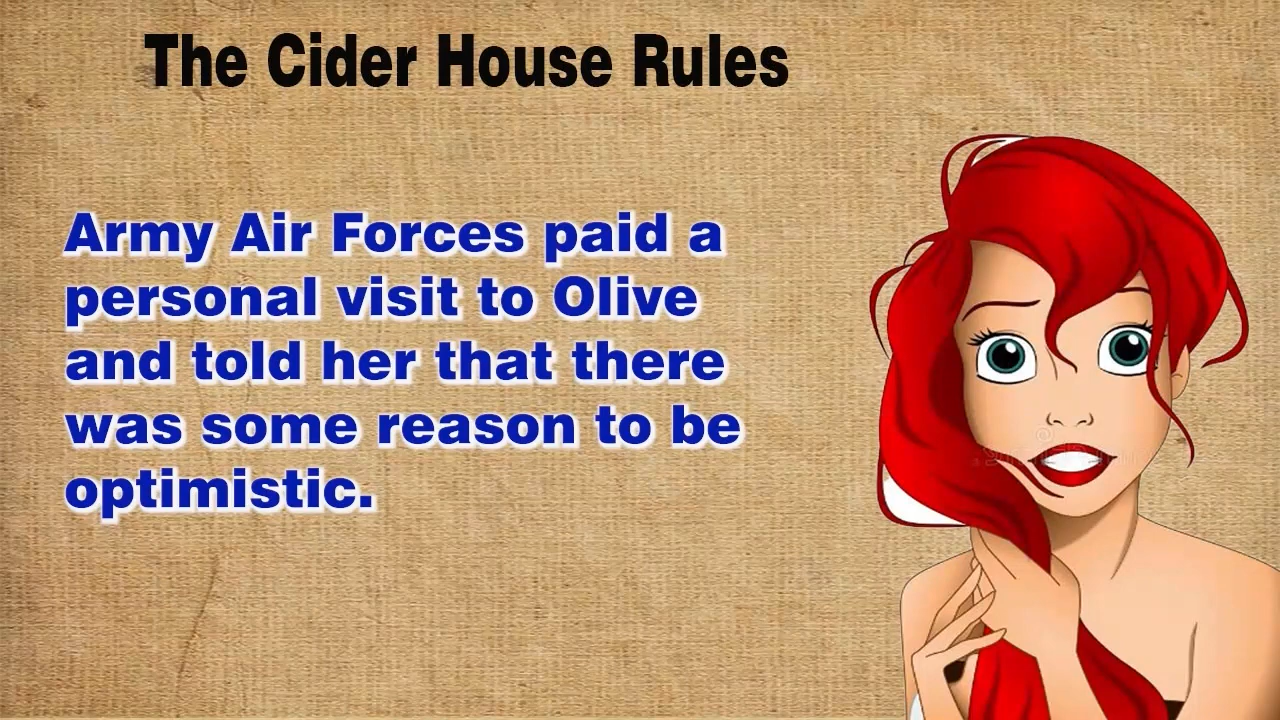 The Cider House Rules
Army Air Forces paid a
personal visit to Olive
and told her that there
was some reason to be
optimistic.